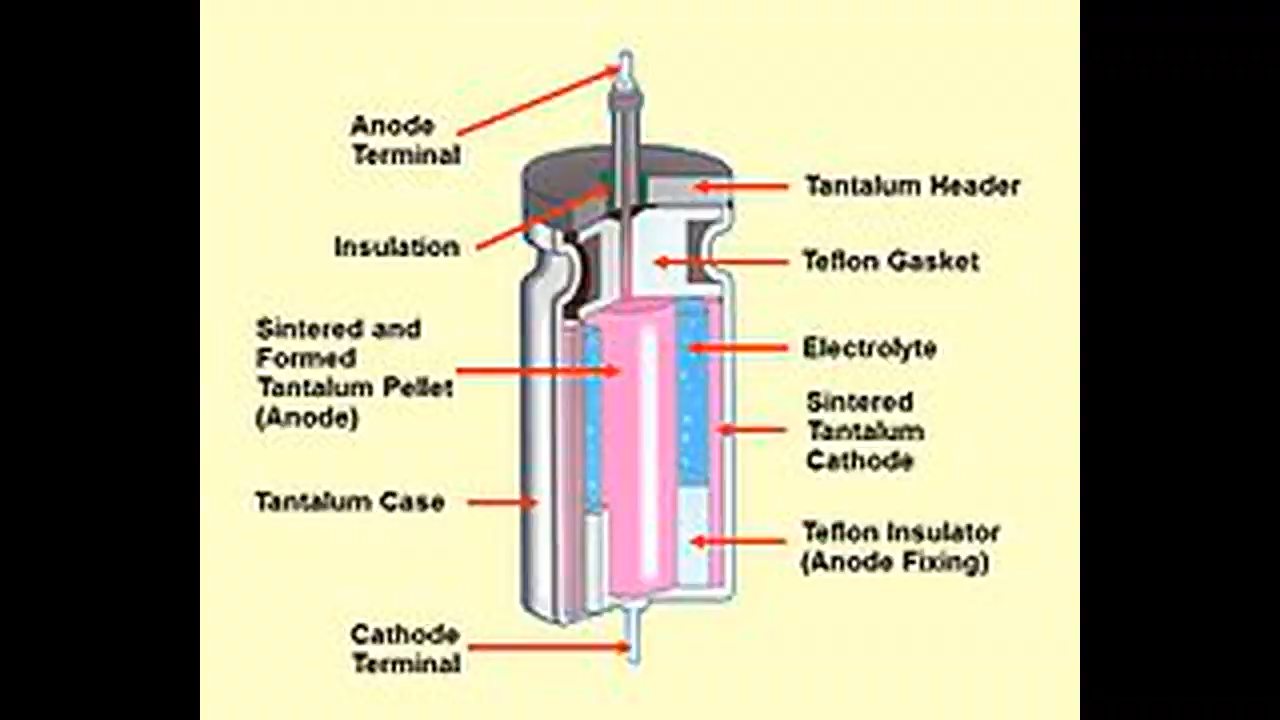 Anode
Terminal
Tantalum Header
Insulation
Teflon Gasket
Sintered and
Formed
Tantalum Pellet
(Anode)
Electrolyte
Sintered
Tantalum
Cathode
Tantalum Case
Teflon Insulator
(Anode Fixing)
Cathode
Terminal